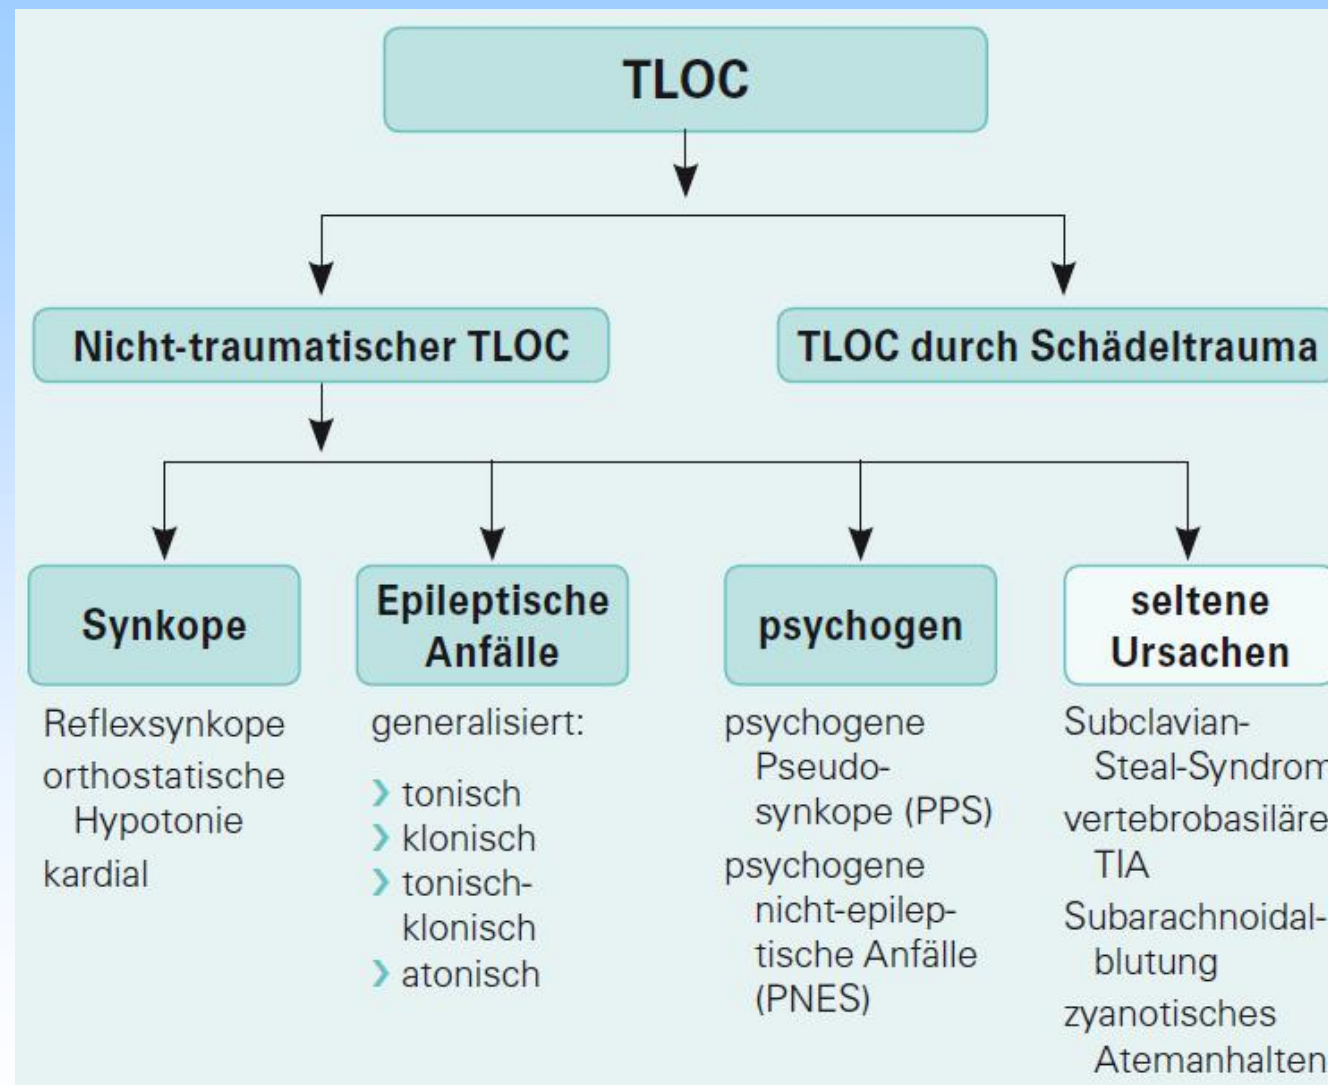 TLOC
Nicht-traumatischer TLOC
TLOC durch Schädeltrauma
Synkope
Reflexsynkope
orthostatische
Hypotonie
kardial
Epileptische
Anfälle
generalisiert:
› tonisch
› klonisch
› tonisch-
klonisch
› atonisch
psychogen
psychogene
Pseudo-
synkope (PPS)
psychogene
nicht-epilep-
tische Anfälle
(PNES)
seltene
Ursachen
Subclavian-
Steal-Syndrom
vertebrobasiläre
TIA
Subarachnoidal-
blutung
zyanotisches
Atemanhalten